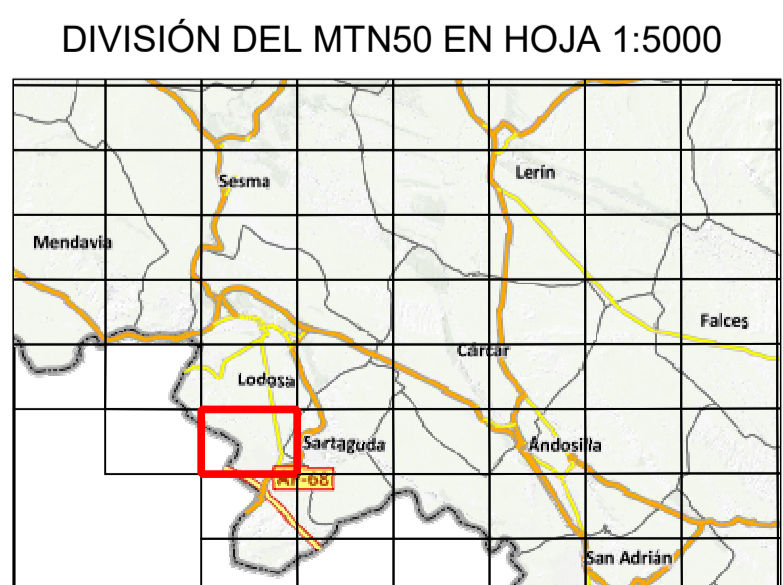 DIVISIÓN DEL MTN50 EN HOJA 1:5000
Lerín
Sesma
Mendavia
Falces
Cárcar
Lodosa
Sartaguda
Andosilla
AP-68
San Adrián